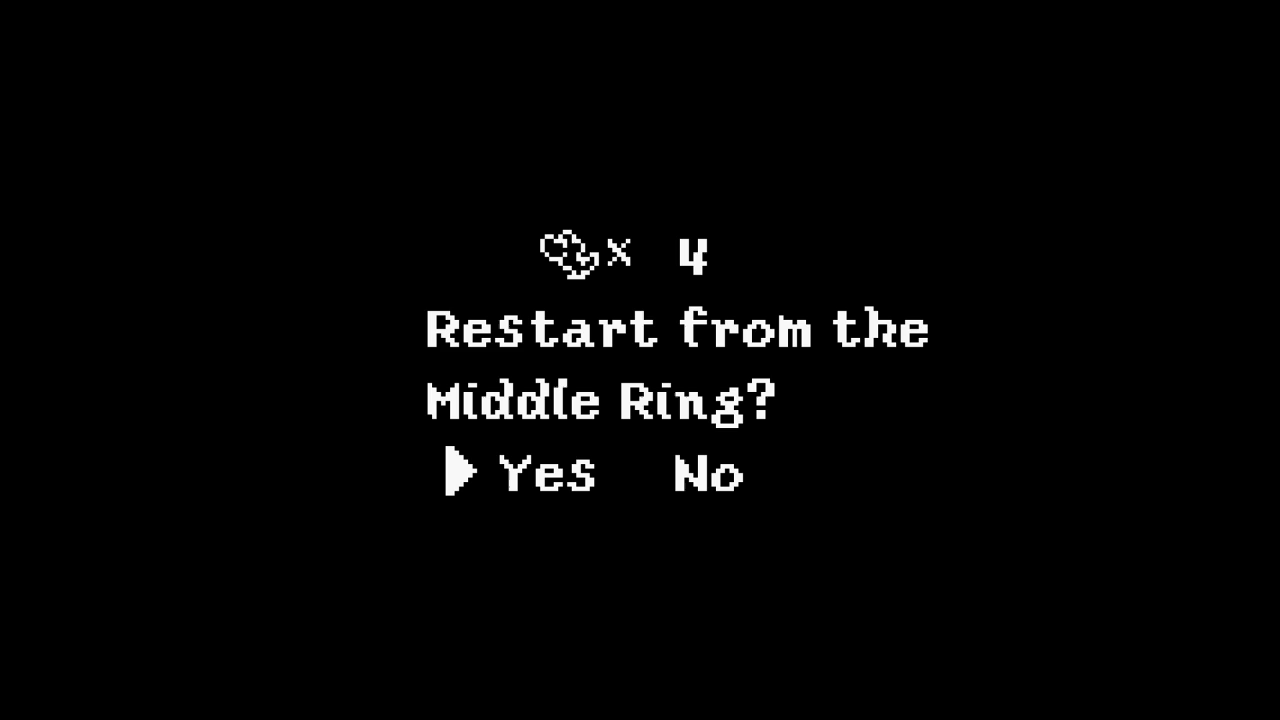 x 4
Restart from the
Middle Ring?
Yes No